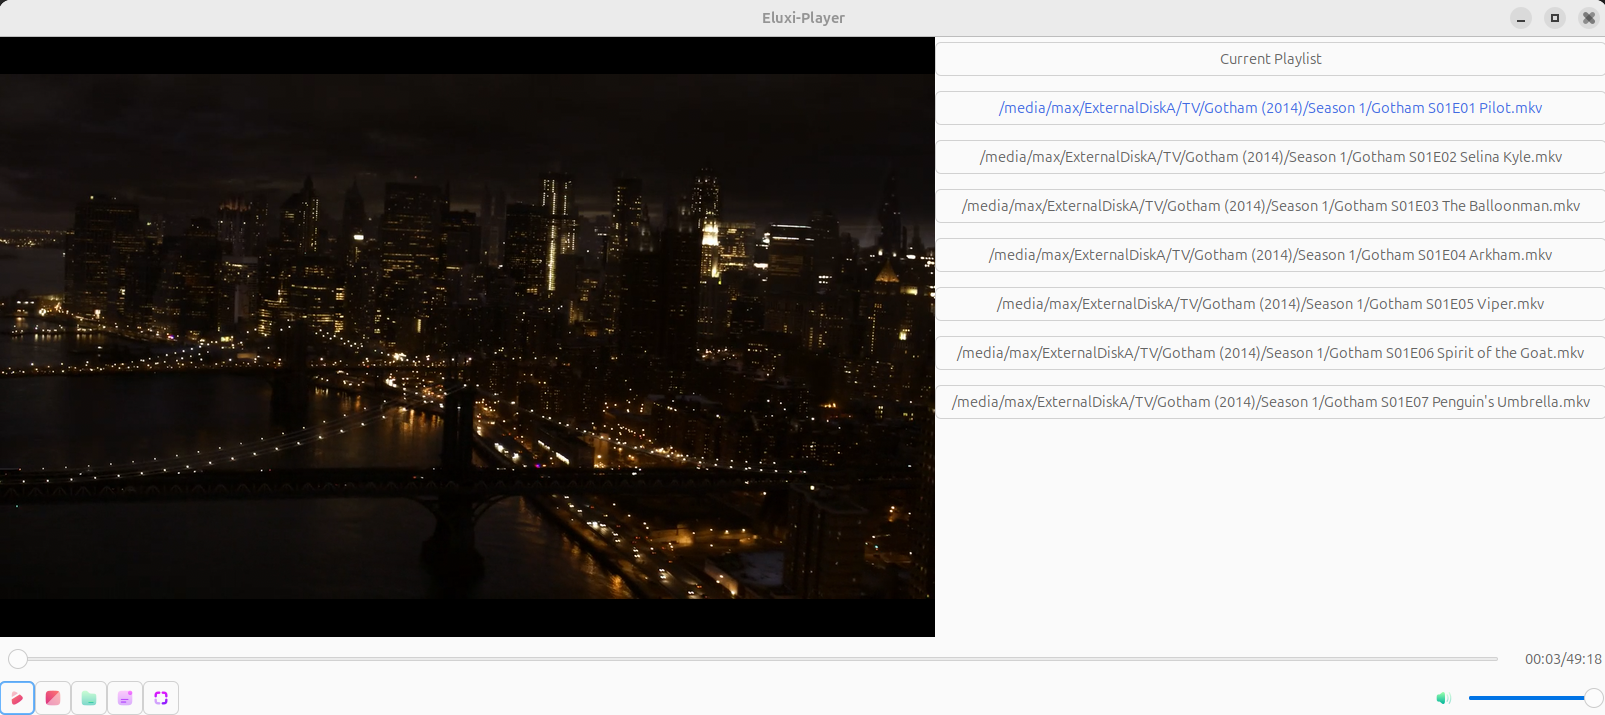 Eluxi-Player
Current Playlist
/media/max/ExternalDiskA/TV/Gotham (2014)/Season 1/Gotham S01E01 Pilot.mkv
/media/max/ExternalDiskA/TV/Gotham (2014)/Season 1/Gotham S01E02 Selina Kyle.mkv
/media/max/ExternalDiskA/TV/Gotham (2014)/Season 1/Gotham S01E03 The Balloonman.mkv
/media/max/ExternalDiskA/TV/Gotham (2014)/Season 1/Gotham S01E04 Arkham.mkv
/media/max/ExternalDiskA/TV/Gotham (2014)/Season 1/Gotham S01E05 Viper.mkv
/media/max/ExternalDiskA/TV/Gotham (2014)/Season 1/Gotham S01E06 Spirit of the Goat.mkv
/media/max/ExternalDiskA/TV/Gotham (2014)/Season 1/Gotham S01E07 Penguin's Umbrella.mkv
00:03/49:18